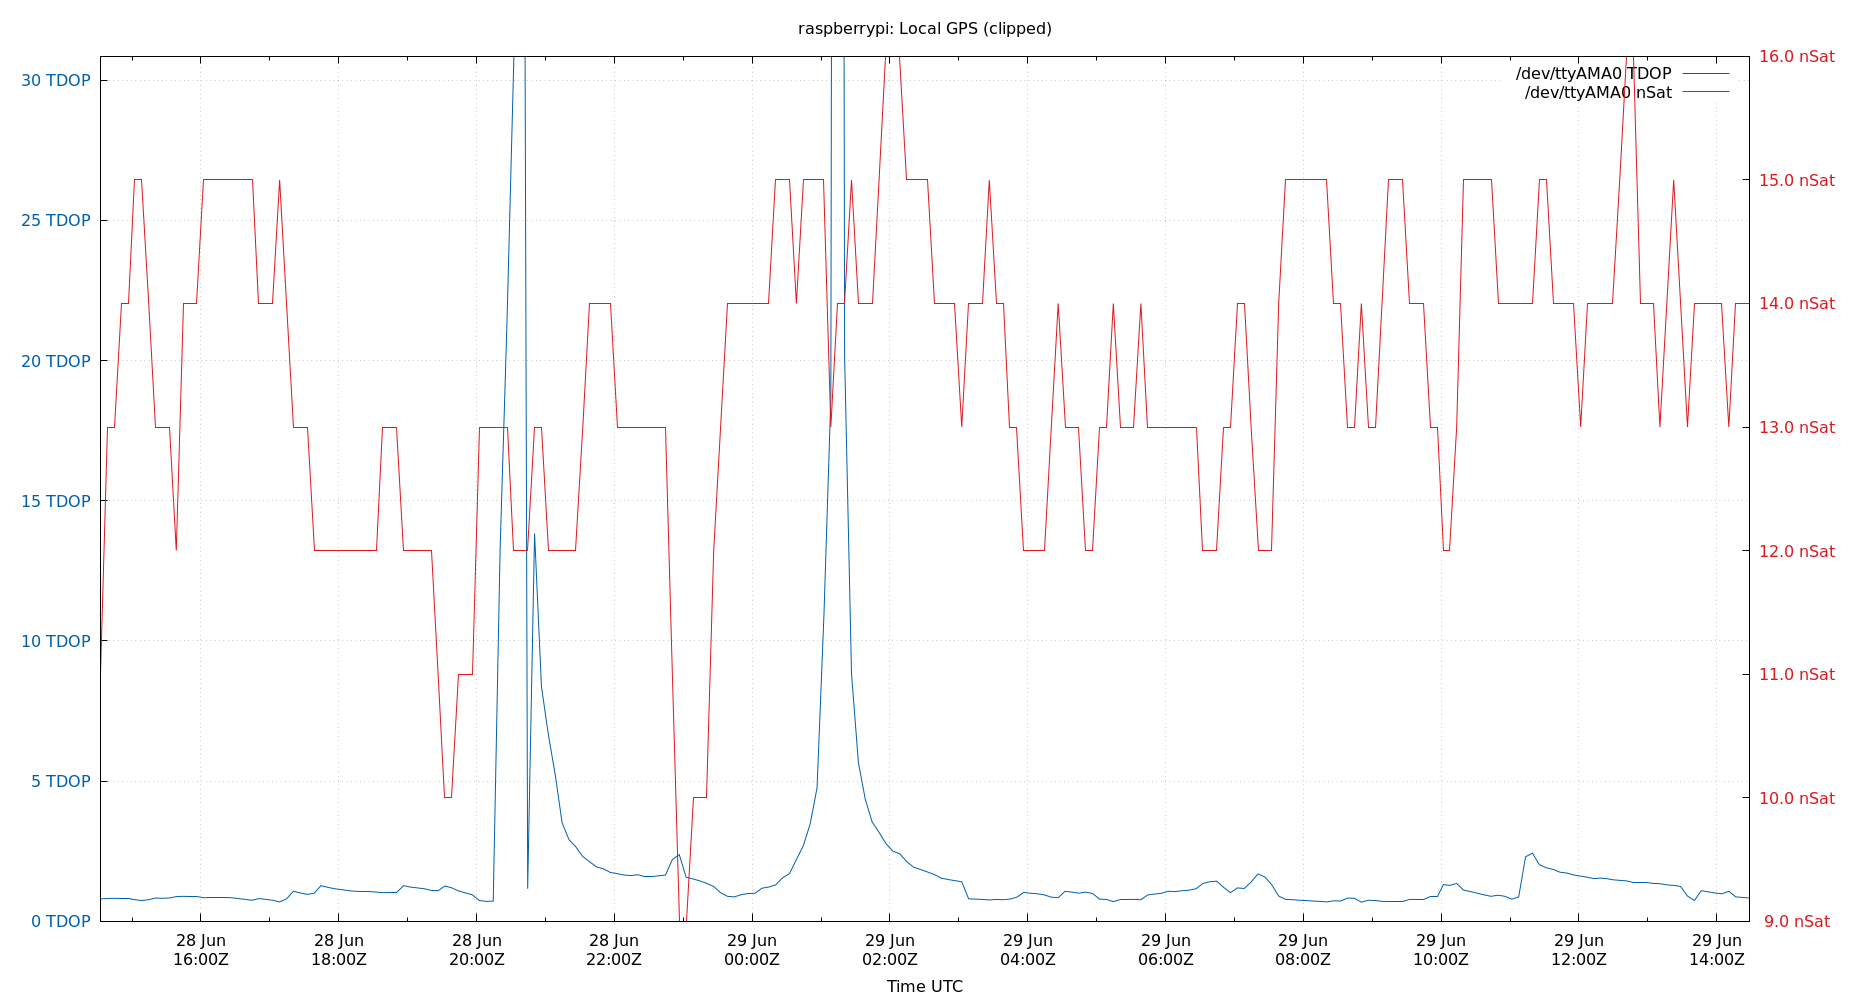 raspberrypi: Local GPS (clipped)
/dev/ttyAMA0 TDOP
/dev/ttyAMA0 nSat
30 TDOP
25 TDOP
20 TDOP
15 TDOP
10 TDOP
5 TDOP
0 TDOP
16.0 nSat
15.0 nSat
14.0 nSat
13.0 nSat
12.0 nSat
11.0 nSat
10.0 nSat
9.0 nSat
28 Jun
16:00Z
28 Jun
18:00Z
28 Jun
20:00Z
28 Jun
22:00Z
29 Jun
00:00Z
29 Jun
02:00Z
29 Jun
04:00Z
29 Jun
06:00Z
29 Jun
08:00Z
29 Jun
10:00Z
29 Jun
12:00Z
29 Jun
14:00Z
Time UTC